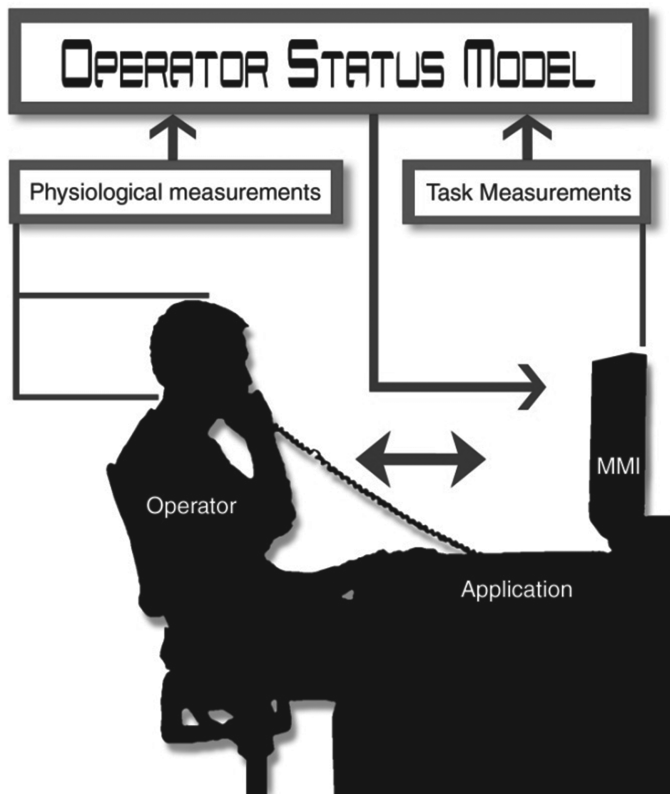 OPERATOR STATUS MODEL
Physiological measurements
Task Measurements
MMI
Operator
Application